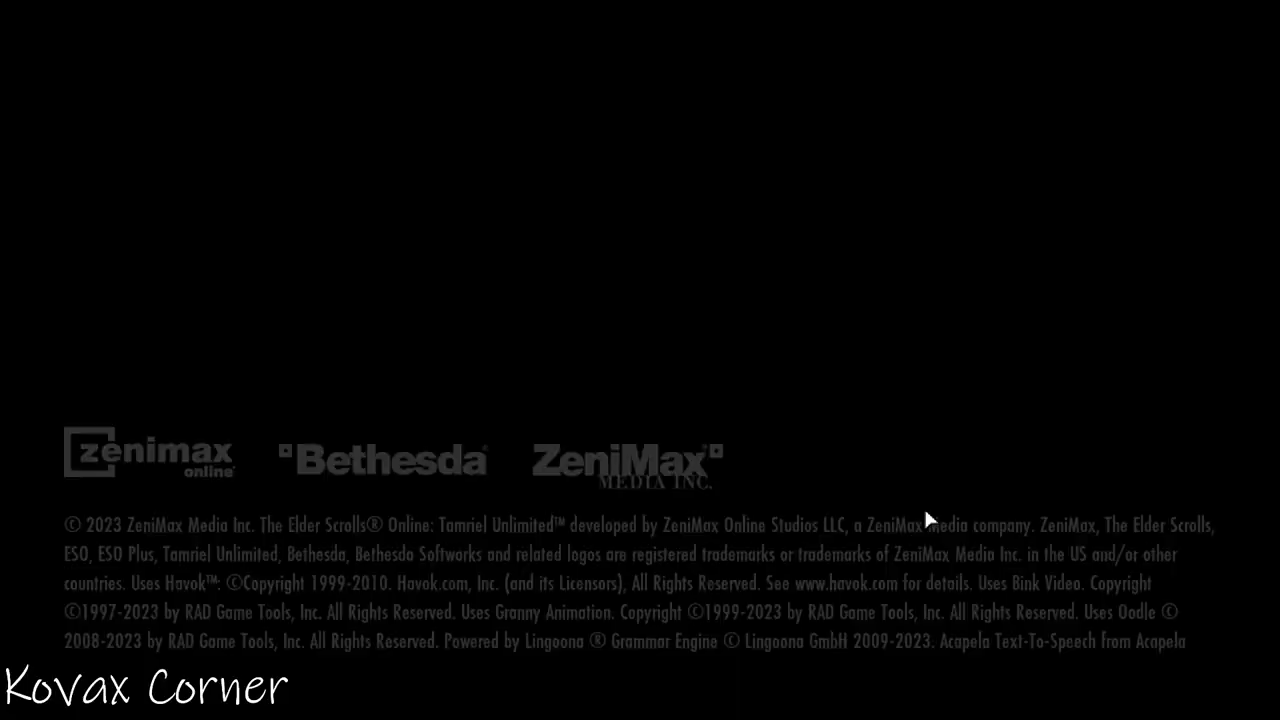 zenimax online
Bethesda
ZeniMax MEDIA INC.
© 2023 ZeniMax Media Inc. The Elder Scrolls® Online: Tamriel Unlimited™ developed by ZeniMax Online Studios LLC, a ZeniMax Media company. ZeniMax, The Elder Scrolls,
ESO, ESO Plus, Tamriel Unlimited, Bethesda, Bethesda Softworks and related logos are registered trademarks or trademarks of ZeniMax Media Inc. in the US and/or other
countries. Uses Havok™: ©Copyright 1999-2010. Havok.com, Inc. (and its Licensors), All Rights Reserved. See www.havok.com for details. Uses Bink Video. Copyright
©1997-2023 by RAD Game Tools, Inc. All Rights Reserved. Uses Granny Animation. Copyright ©1999-2023 by RAD Game Tools, Inc. All Rights Reserved. Uses Oodle ©
2008-2023 by RAD Game Tools, Inc. All Rights Reserved. Powered by Lingoona ® Grammar Engine © Lingoona GmbH 2009-2023. Acapela Text-To-Speech from Acapela
Kovax Corner